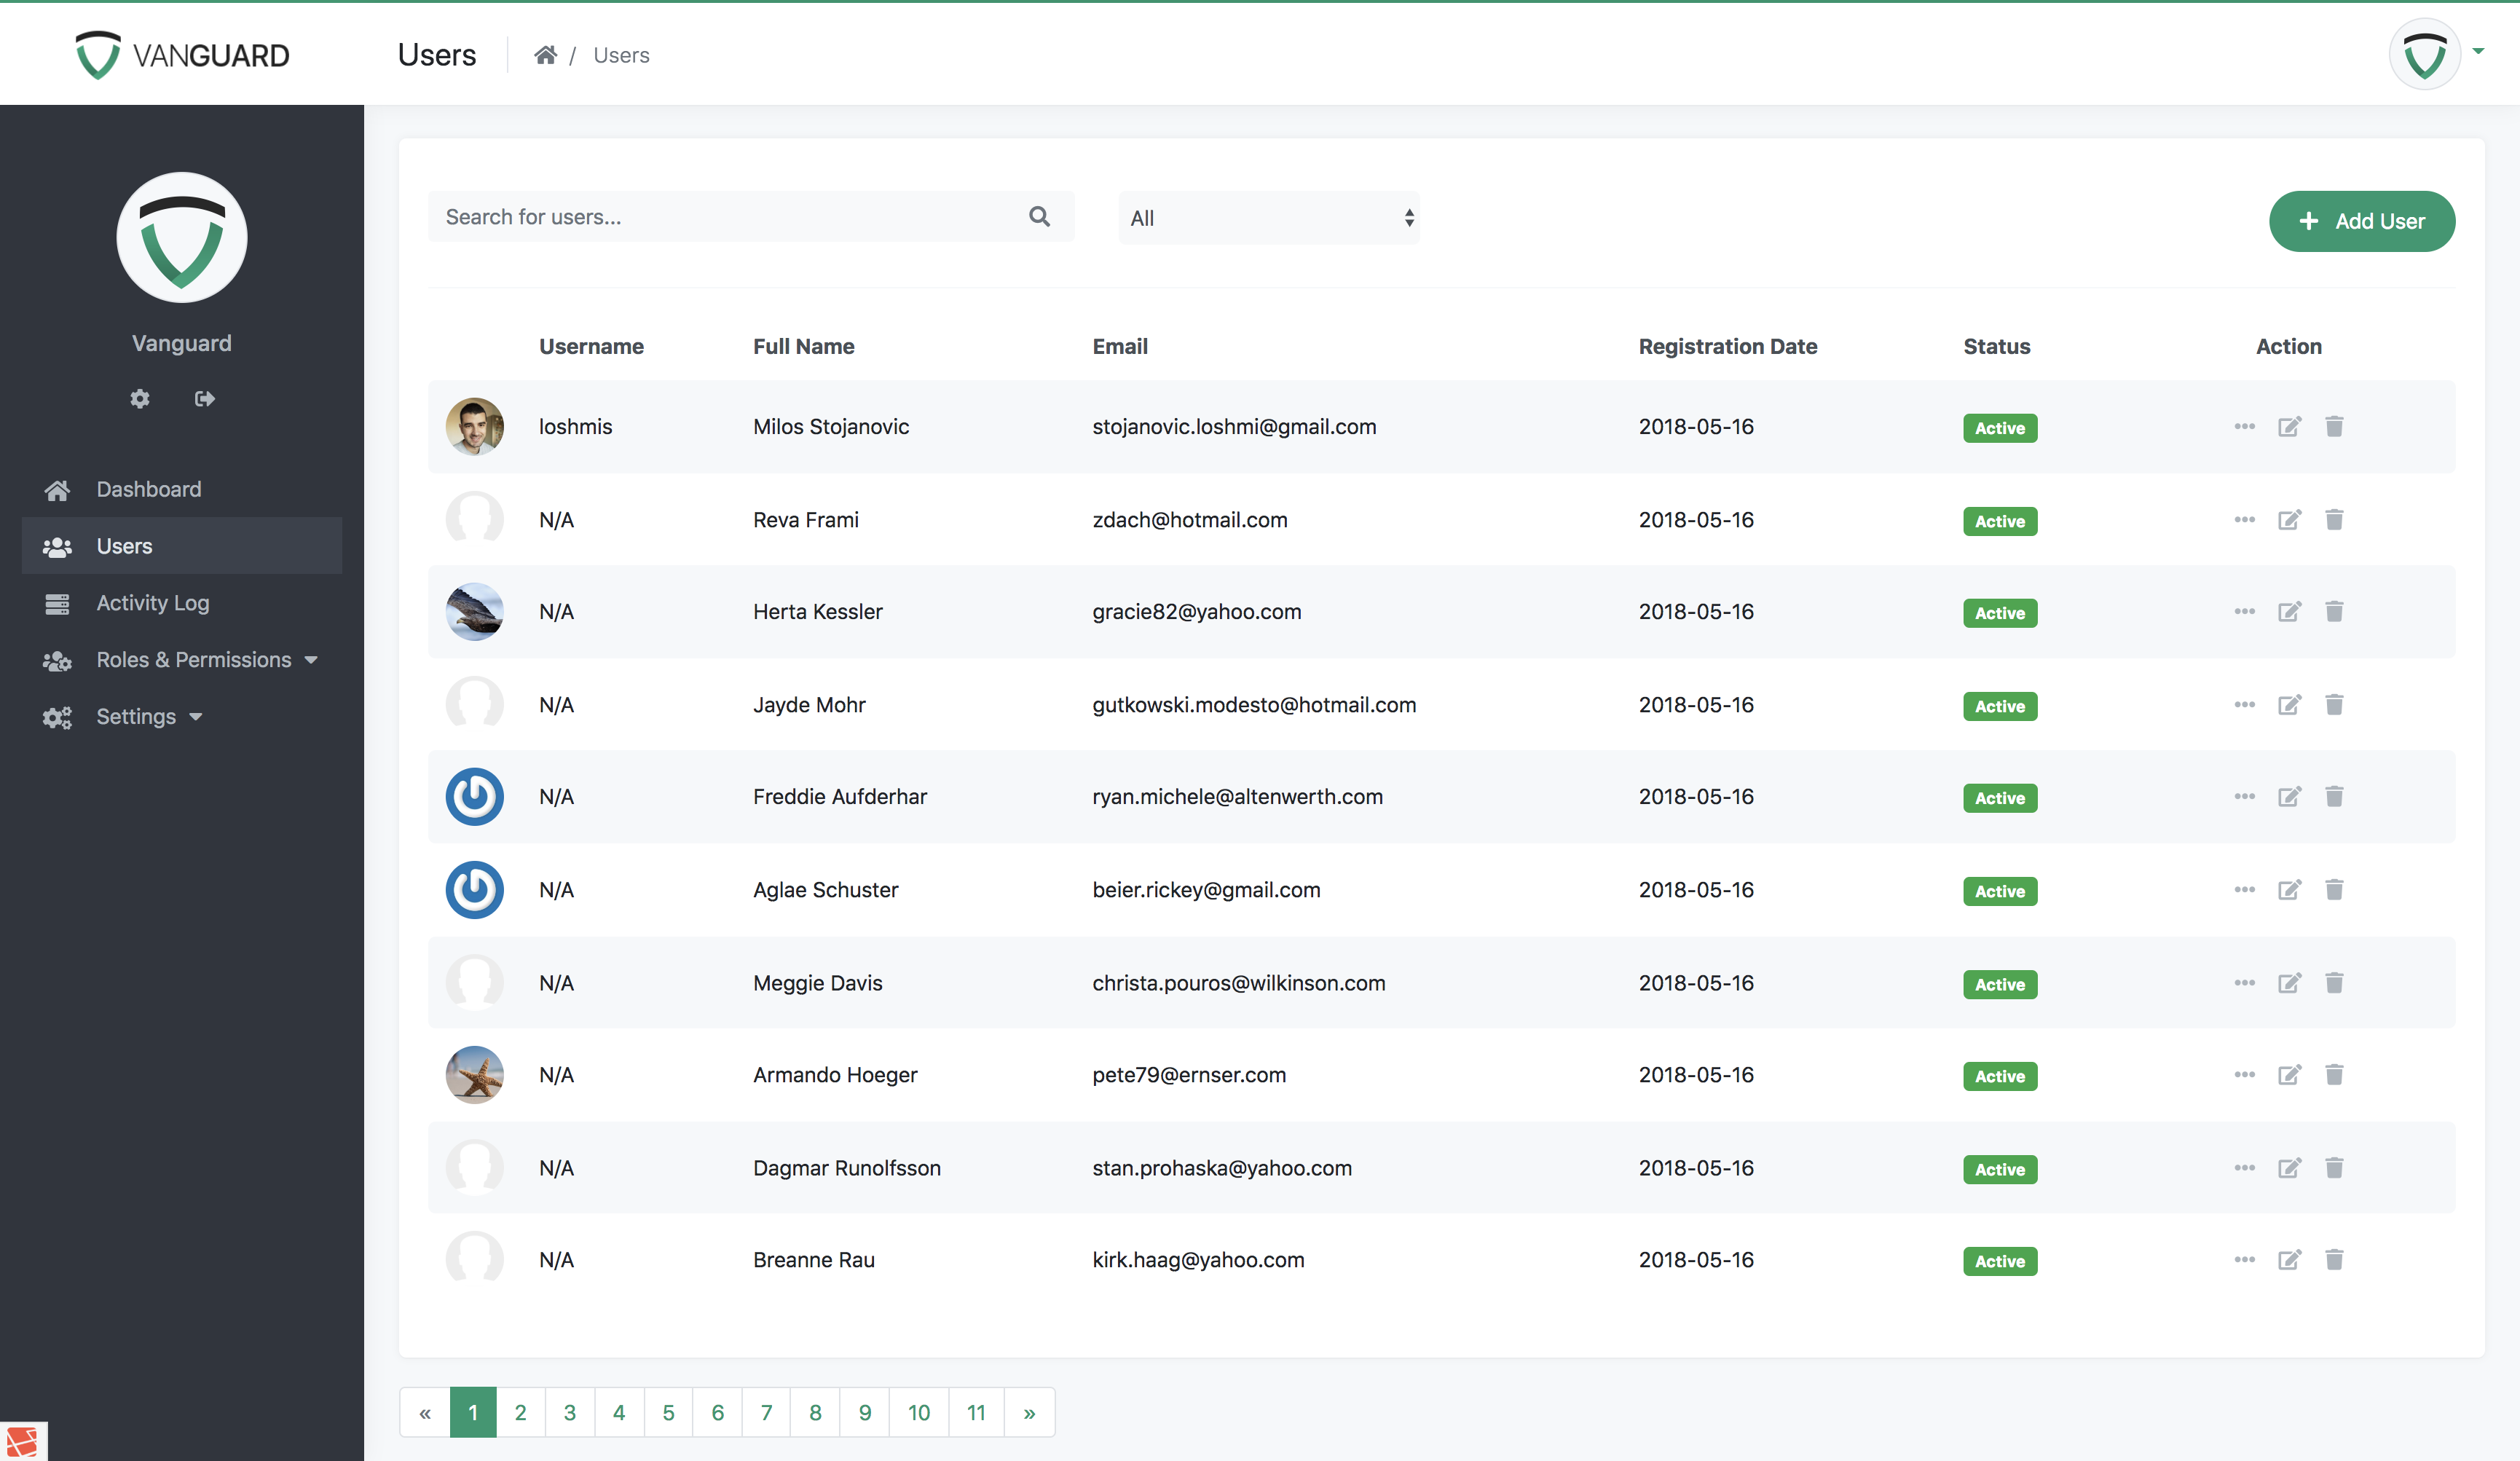 VANGUARD
Users
/ Users
Vanguard
Dashboard
Users
Activity Log
Roles & Permissions
Settings
Search for users...
All
Add User
Username Full Name Email Registration Date Status Action
loshmis Milos Stojanovic stojanovic.loshmi@gmail.com 2018-05-16 Active
N/A Reva Frami zdach@hotmail.com 2018-05-16 Active
N/A Herta Kessler gracie82@yahoo.com 2018-05-16 Active
N/A Jayde Mohr gutkowski.modesto@hotmail.com 2018-05-16 Active
N/A Freddie Aufderhar ryan.michele@altenwerth.com 2018-05-16 Active
N/A Aglae Schuster beier.rickey@gmail.com 2018-05-16 Active
N/A Meggie Davis christa.pouros@wilkinson.com 2018-05-16 Active
N/A Armando Hoeger pete79@ernser.com 2018-05-16 Active
N/A Dagmar Runolfsson stan.prohaska@yahoo.com 2018-05-16 Active
N/A Breanne Rau kirk.haag@yahoo.com 2018-05-16 Active
« 1 2 3 4 5 6 7 8 9 10 11 »